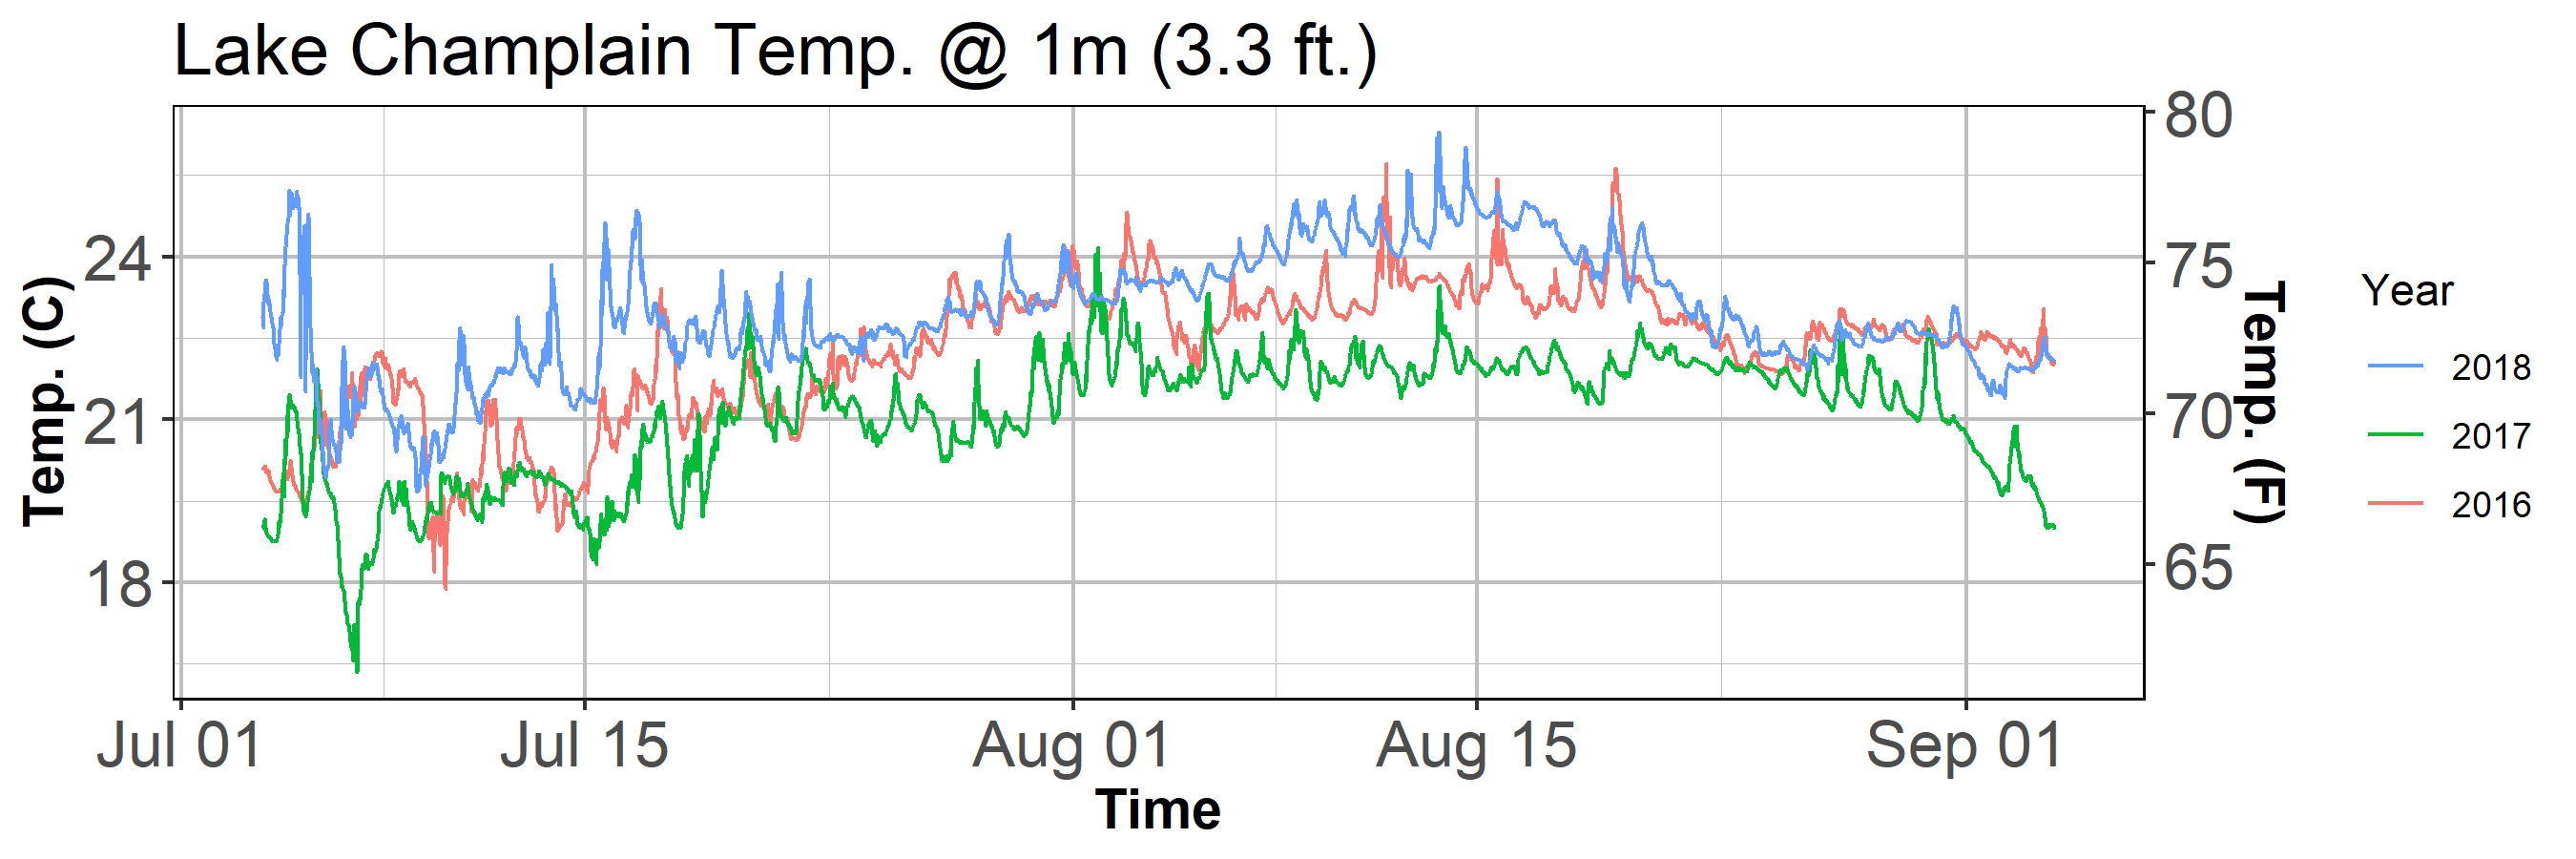 Lake Champlain Temp. @ 1m (3.3 ft.)
Temp. (C)
24
21
18
80
75
70
65
Temp. (F)
Jul 01
Jul 15
Aug 01
Aug 15
Sep 01
Time
Year
2018
2017
2016